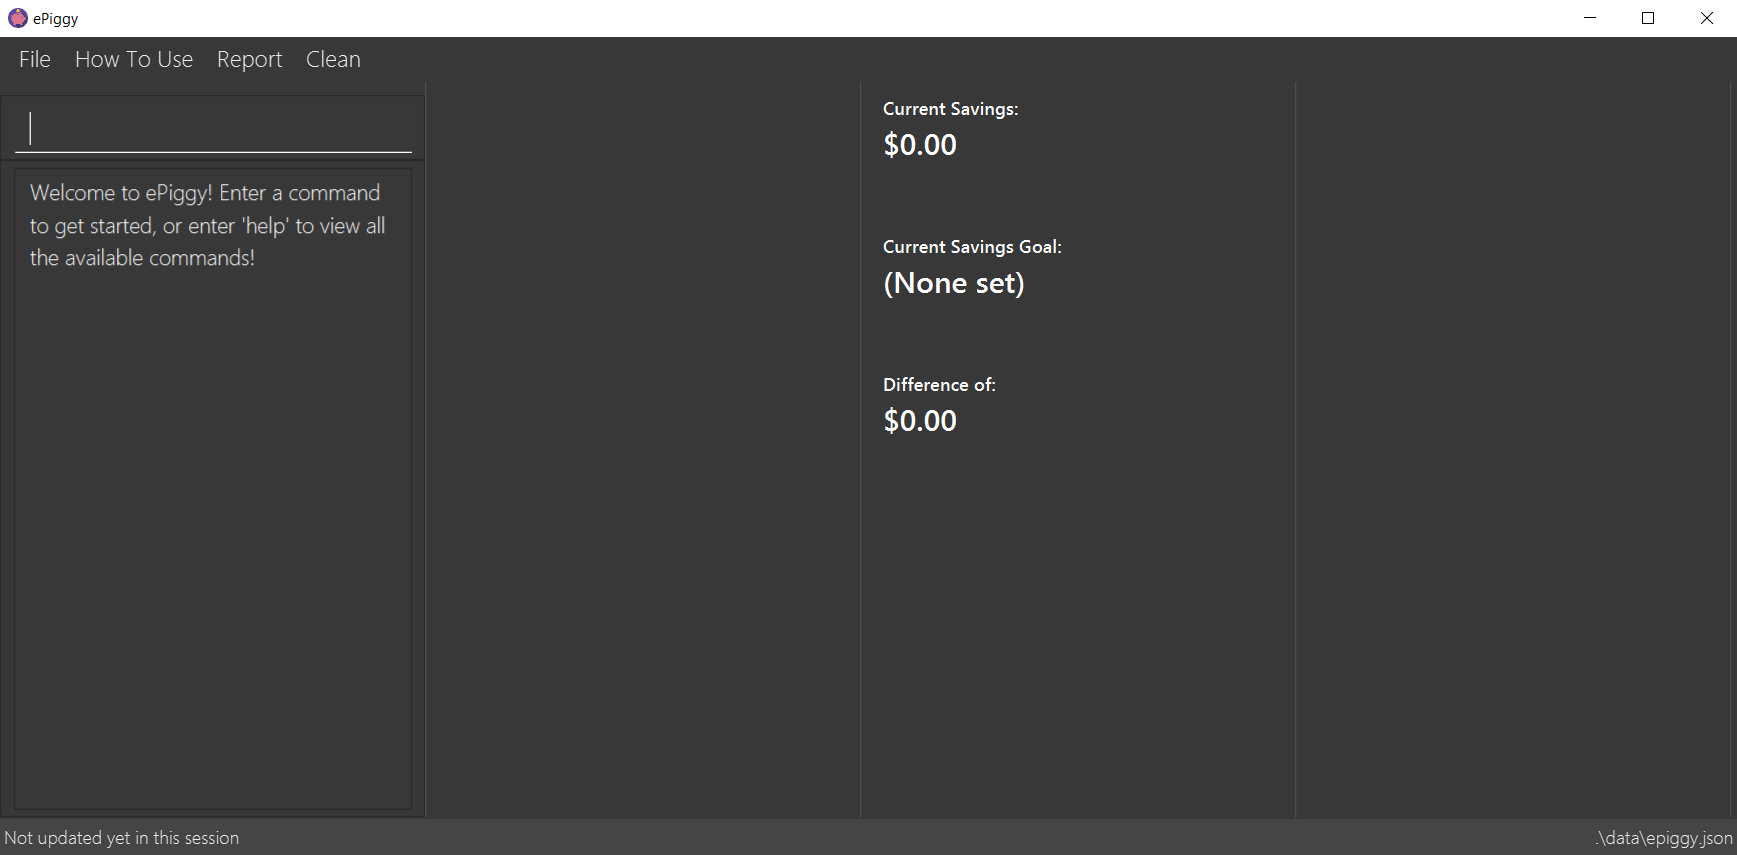 ePiggy
File How To Use Report Clean
Welcome to ePiggy! Enter a command
to get started, or enter 'help' to view all
the available commands!
Current Savings:
$0.00
Current Savings Goal:
(None set)
Difference of:
$0.00
Not updated yet in this session
.\data\epiggy.json